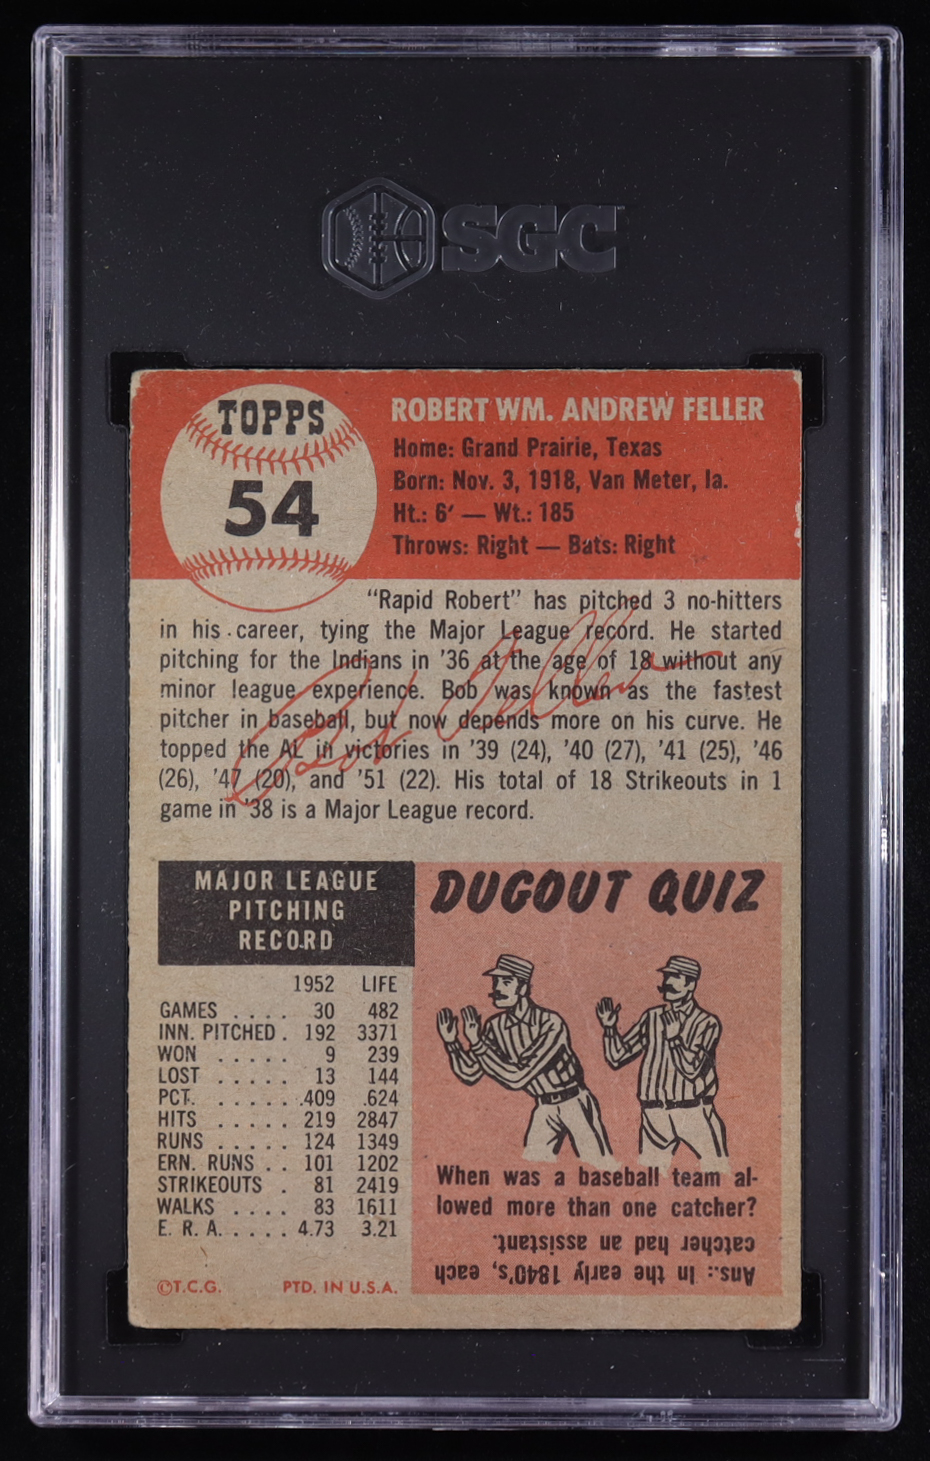 SGC
TOPPS
54
ROBERT WM. ANDREW FELLER
Home: Grand Prairie, Texas
Born: Nov. 3, 1918, Van Meter, Ia.
Ht.: 6′ — Wt.: 185
Throws: Right — Bats: Right
"Rapid Robert" has pitched 3 no-hitters
in his career, tying the Major League record. He started
pitching for the Indians in '36 at the age of 18 without any
minor league experience. Bob was known as the fastest
pitcher in baseball, but now depends more on his curve. He
topped the AL in victories in '39 (24), '40 (27), '41 (25), '46
(26), '47 (20), and '51 (22). His total of 18 Strikeouts in 1
game in '38 is a Major League record.
Bob Feller
MAJOR LEAGUE
PITCHING
RECORD
1952 LIFE
GAMES . . . . 30 482
INN. PITCHED . 192 3371
WON . . . . . 9 239
LOST . . . . . 13 144
PCT. . . . . . .409 .624
HITS . . . . . 219 2847
RUNS . . . . . 124 1349
ERN. RUNS . . 101 1202
STRIKEOUTS . 81 2419
WALKS . . . . 83 1611
E. R. A. . . . . 4.73 3.21
©T.C.G. PTD. IN U.S.A.
DUGOUT QUIZ
When was a baseball team al-
lowed more than one catcher?
Ans.: In the early 1840's, each
catcher had an assistant.